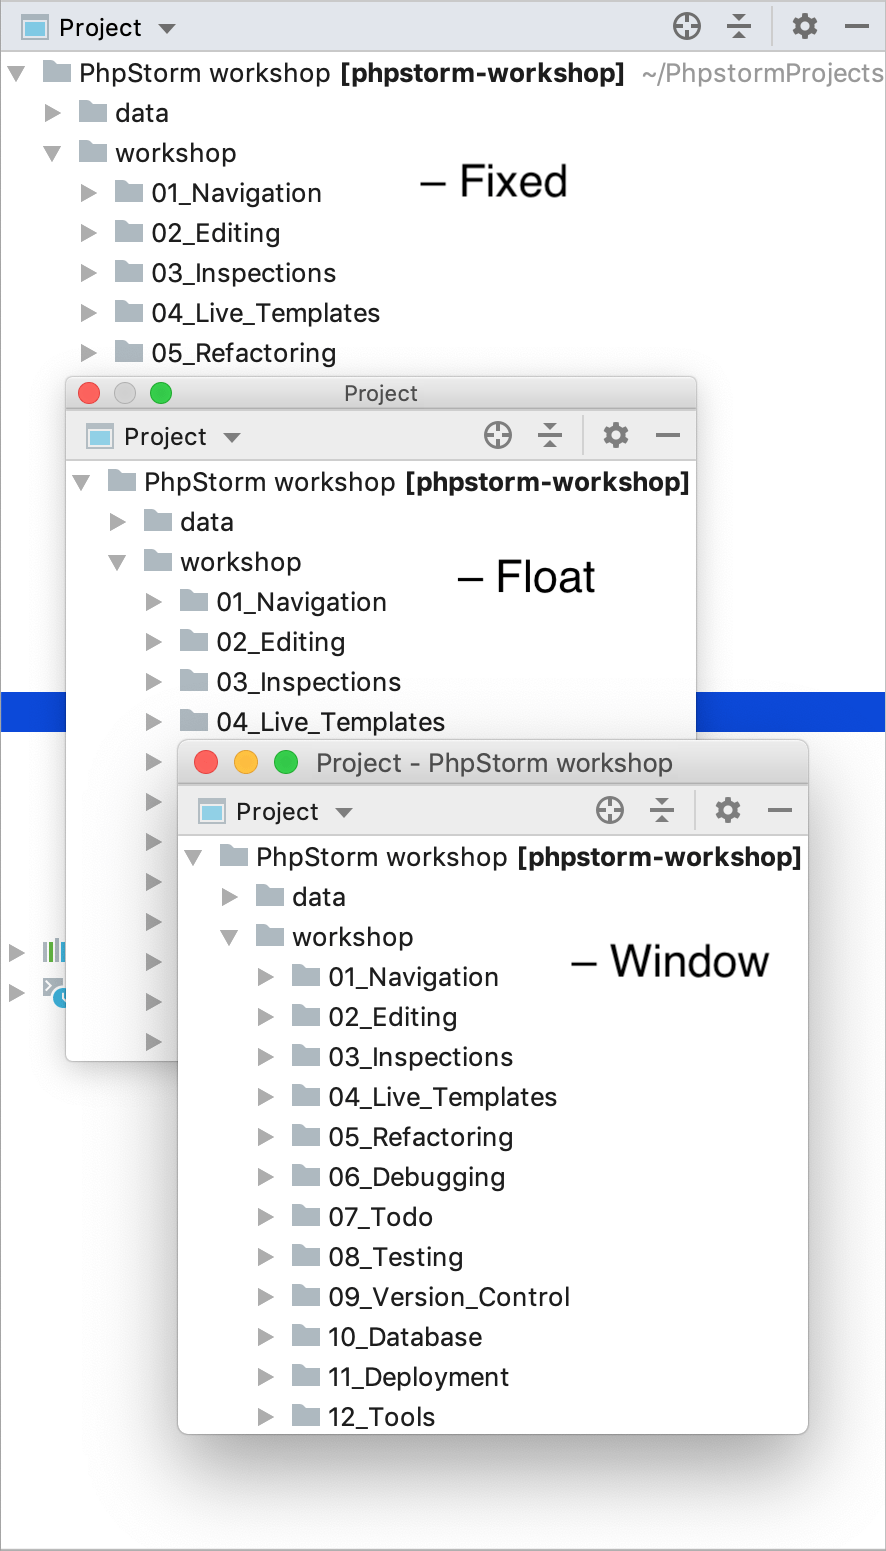 Project
PhpStorm workshop [phpstorm-workshop] ~/PhpstormProjects
data
workshop
– Fixed
01_Navigation
02_Editing
03_Inspections
04_Live_Templates
05_Refactoring
Project
Project
PhpStorm workshop [phpstorm-workshop]
data
workshop
– Float
01_Navigation
02_Editing
03_Inspections
04_Live_Templates
Project - PhpStorm workshop
Project
PhpStorm workshop [phpstorm-workshop]
data
workshop
– Window
01_Navigation
02_Editing
03_Inspections
04_Live_Templates
05_Refactoring
06_Debugging
07_Todo
08_Testing
09_Version_Control
10_Database
11_Deployment
12_Tools